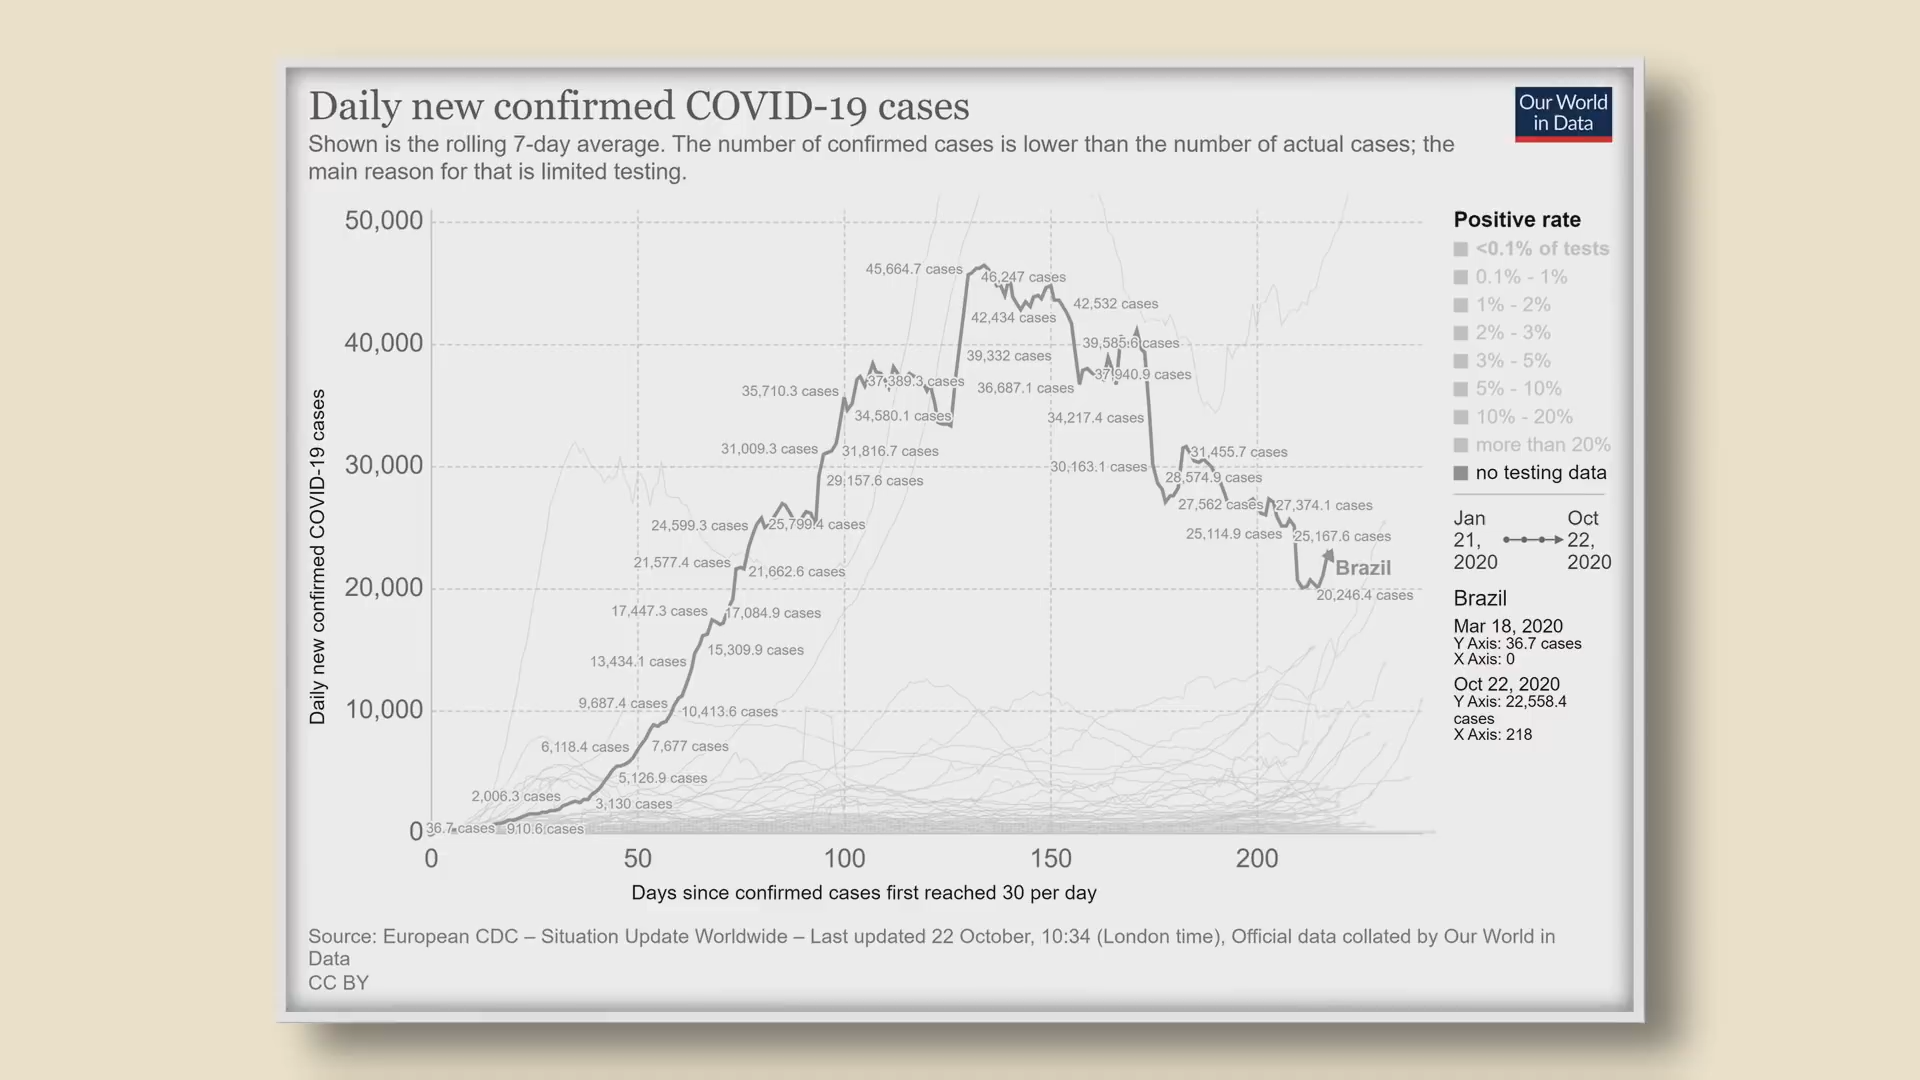 Daily new confirmed COVID-19 cases
Our World
in Data
Shown is the rolling 7-day average. The number of confirmed cases is lower than the number of actual cases; the
main reason for that is limited testing.
50,000
40,000
30,000
20,000
10,000
0
Daily new confirmed COVID-19 cases
45,664.7 cases
46,247 cases
42,532 cases
42,434 cases
39,585.6 cases
39,332 cases
37,940.9 cases
37,389.3 cases
36,687.1 cases
35,710.3 cases
34,580.1 cases
34,217.4 cases
31,009.3 cases
31,816.7 cases
31,455.7 cases
30,163.1 cases
29,157.6 cases
28,574.9 cases
27,562 cases
27,374.1 cases
24,599.3 cases
25,799.4 cases
25,114.9 cases
25,167.6 cases
21,577.4 cases
21,662.6 cases
Brazil
20,246.4 cases
17,447.3 cases
17,084.9 cases
15,309.9 cases
13,434.1 cases
9,687.4 cases
10,413.6 cases
6,118.4 cases
7,677 cases
5,126.9 cases
2,006.3 cases
3,130 cases
36.7 cases
910.6 cases
0
50
100
150
200
Days since confirmed cases first reached 30 per day
Positive rate
<0.1% of tests
0.1% - 1%
1% - 2%
2% - 3%
3% - 5%
5% - 10%
10% - 20%
more than 20%
no testing data
Jan
21,
2020
Oct
22,
2020
Brazil
Mar 18, 2020
Y Axis: 36.7 cases
X Axis: 0
Oct 22, 2020
Y Axis: 22,558.4
cases
X Axis: 218
Source: European CDC – Situation Update Worldwide – Last updated 22 October, 10:34 (London time), Official data collated by Our World in
Data
CC BY